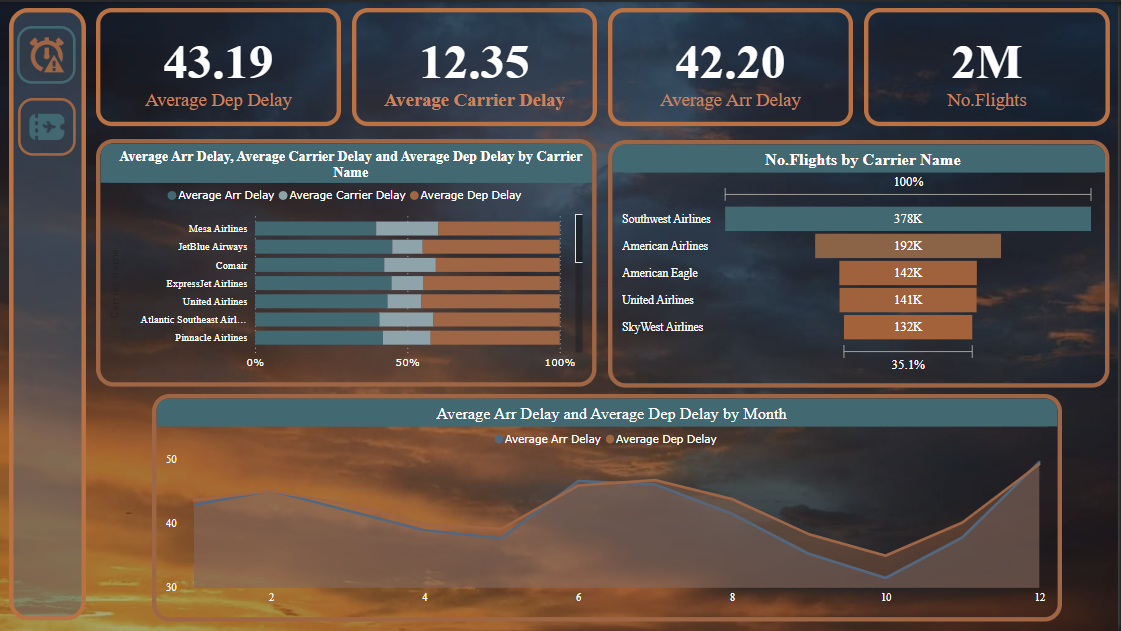 43.19
Average Dep Delay
12.35
Average Carrier Delay
42.20
Average Arr Delay
2M
No.Flights
Average Arr Delay, Average Carrier Delay and Average Dep Delay by Carrier
Name
Average Arr Delay Average Carrier Delay Average Dep Delay
Mesa Airlines
JetBlue Airways
Comair
ExpressJet Airlines
United Airlines
Atlantic Southeast Airl...
Pinnacle Airlines
0% 50% 100%
No.Flights by Carrier Name
100%
Southwest Airlines 378K
American Airlines 192K
American Eagle 142K
United Airlines 141K
SkyWest Airlines 132K
35.1%
Average Arr Delay and Average Dep Delay by Month
Average Arr Delay Average Dep Delay
50
40
30
2 4 6 8 10 12